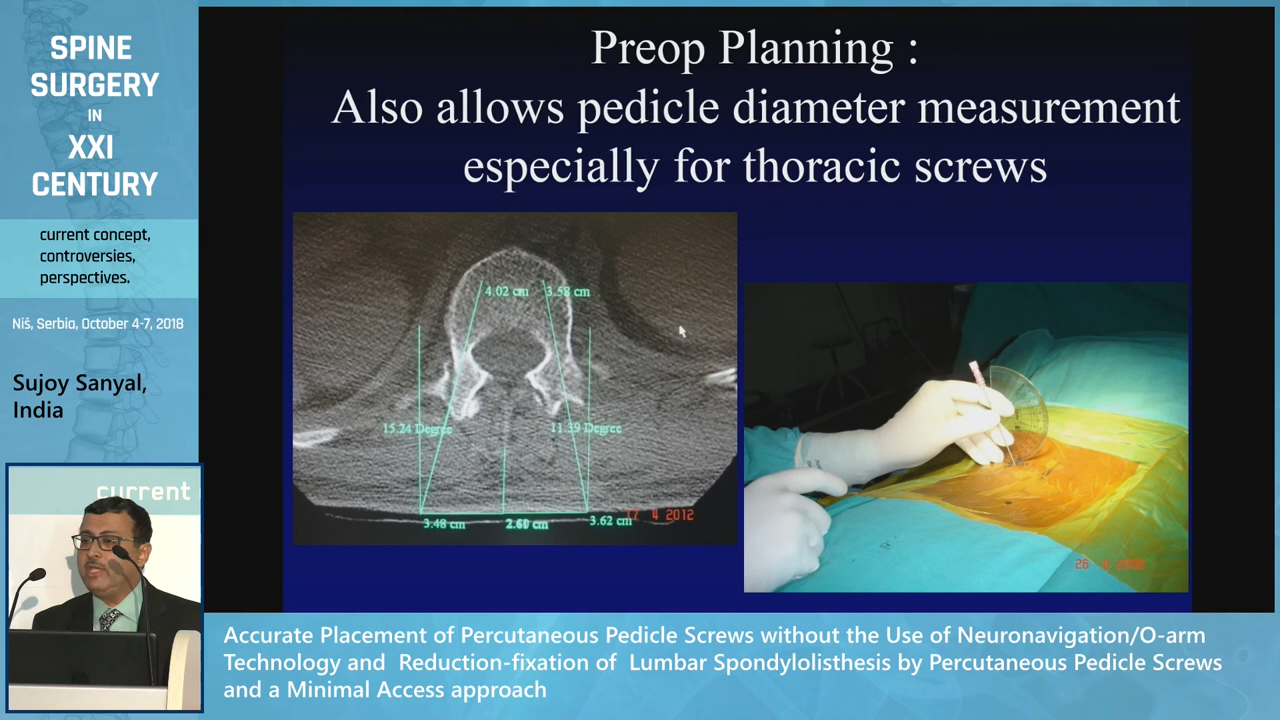 SPINE
SURGERY
IN
XXI
CENTURY
current concept,
controversies,
perspectives.
Niš, Serbia, October 4-7, 2018
Sujoy Sanyal,
India
current
Preop Planning :
Also allows pedicle diameter measurement
especially for thoracic screws
4.02 cm
3.58 cm
15.24 Degree
11.39 Degree
3.48 cm
3.62 cm
4 2012
26
Accurate Placement of Percutaneous Pedicle Screws without the Use of Neuronavigation/O-arm
Technology and Reduction-fixation of Lumbar Spondylolisthesis by Percutaneous Pedicle Screws
and a Minimal Access approach